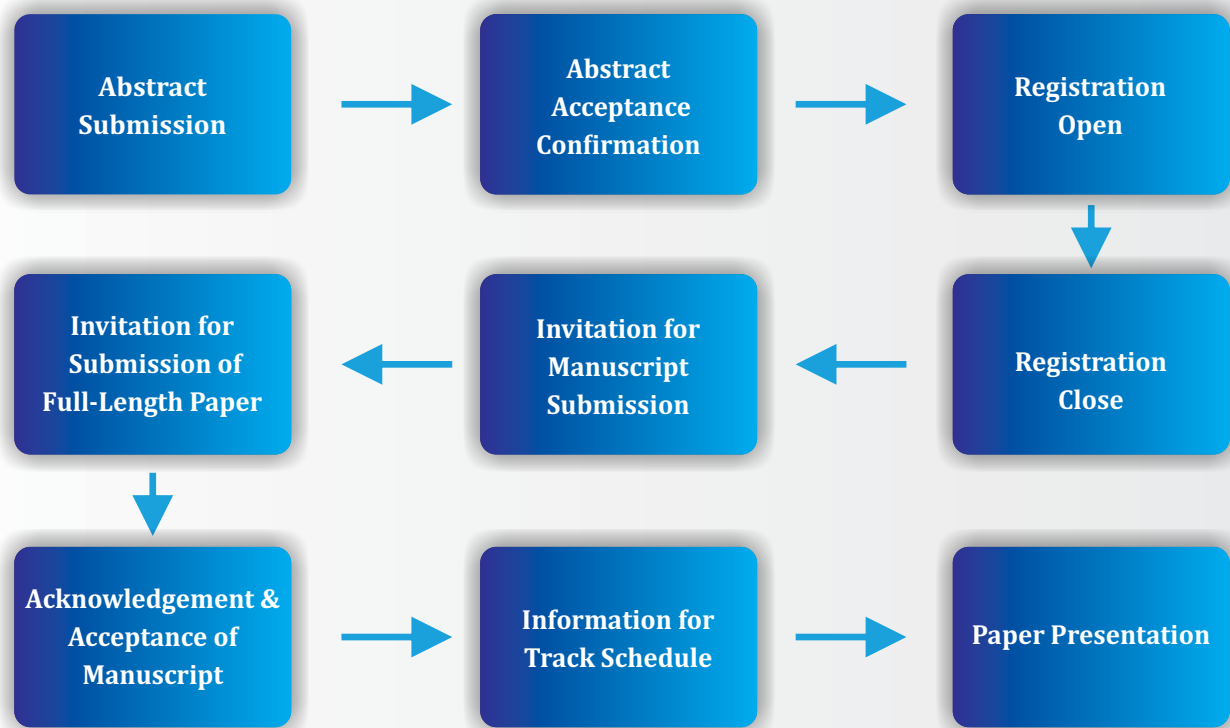 Abstract
Submission
Abstract
Acceptance
Confirmation
Registration
Open
Registration
Close
Invitation for
Manuscript
Submission
Invitation for
Submission of
Full-Length Paper
Acknowledgement &
Acceptance of
Manuscript
Information for
Track Schedule
Paper Presentation